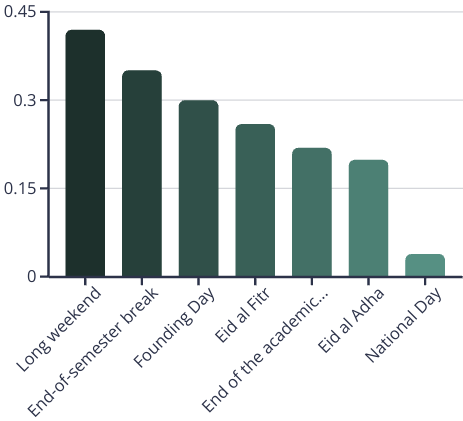 0.45
0.3
0.15
0
Long weekend
End-of-semester break
Founding Day
Eid al Fitr
End of the academic...
Eid al Adha
National Day